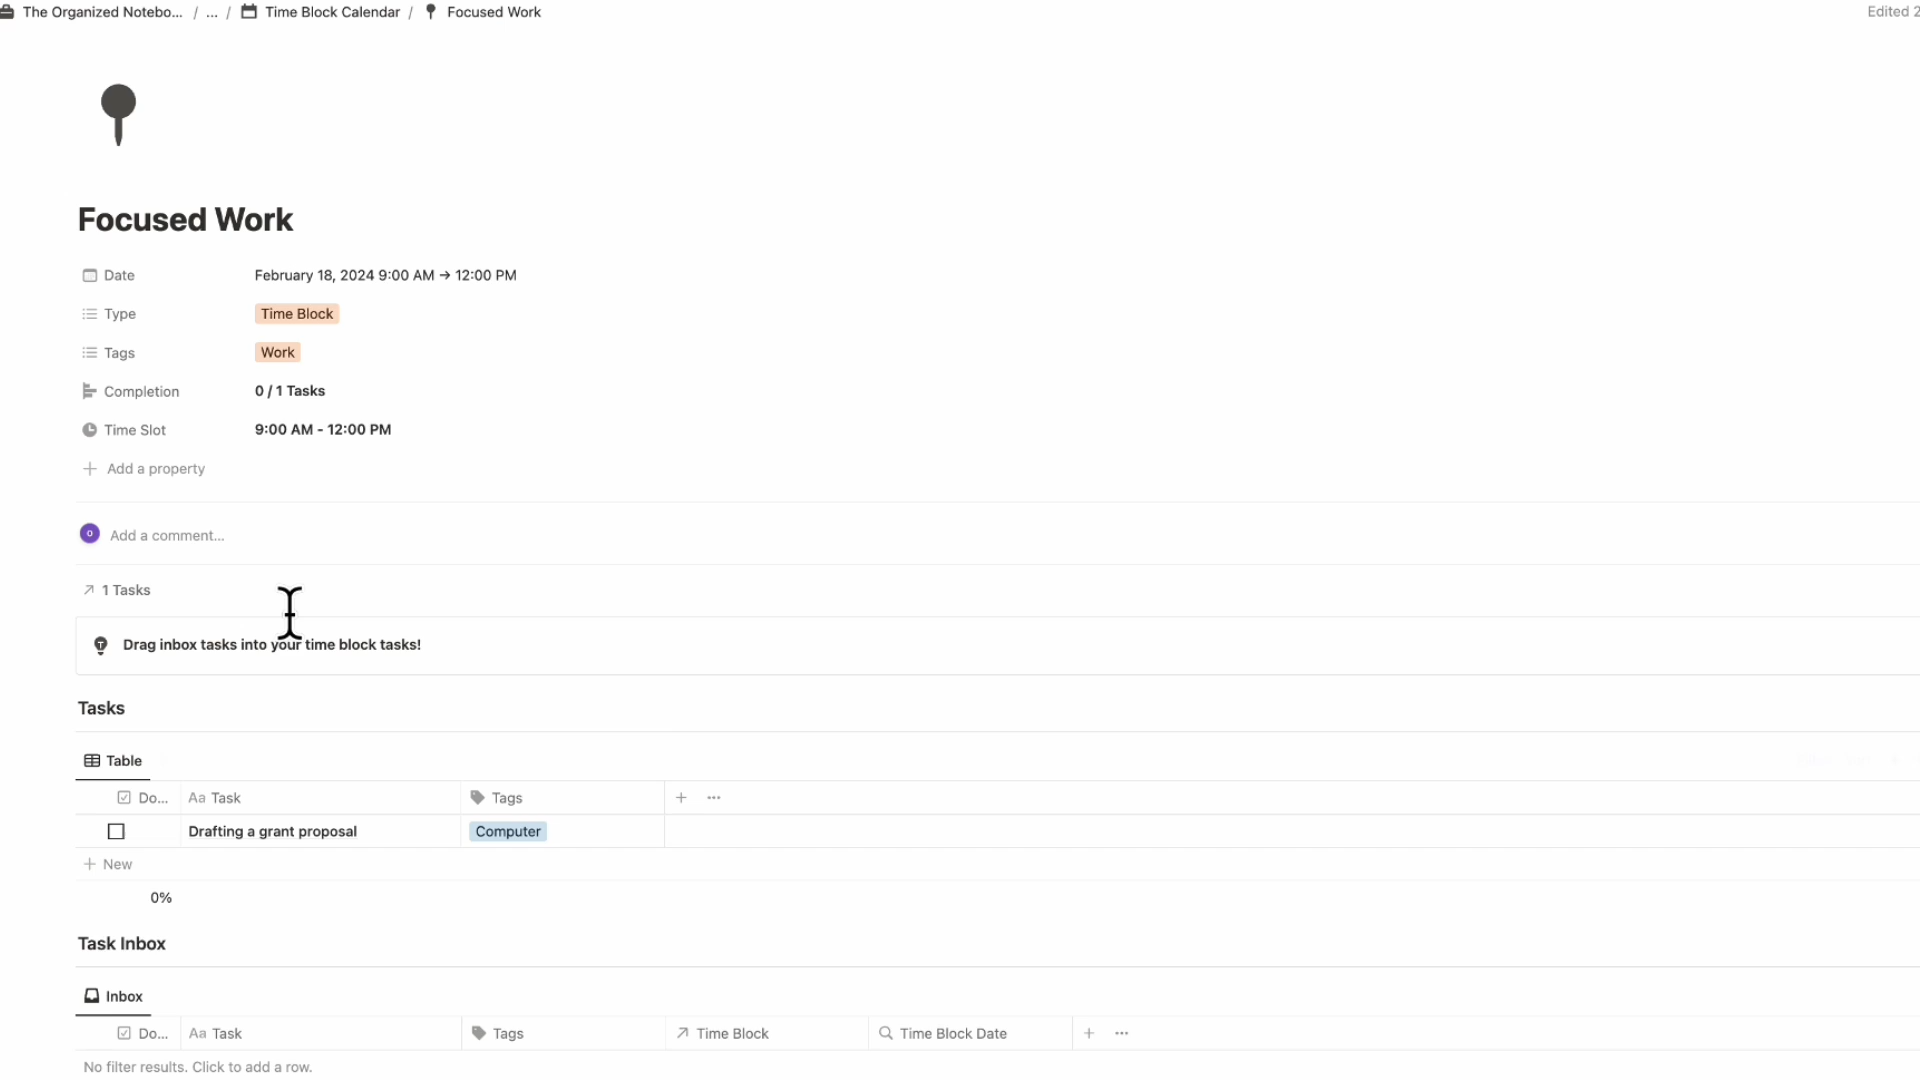 The Organized Notebo... / ... / Time Block Calendar / Focused Work
Edited 2
Focused Work
Date February 18, 2024 9:00 AM → 12:00 PM
Type Time Block
Tags Work
Completion 0 / 1 Tasks
Time Slot 9:00 AM - 12:00 PM
+ Add a property
O Add a comment...
↗ 1 Tasks
Drag inbox tasks into your time block tasks!
Tasks
Table
Do... Aa Task Tags + ...
Drafting a grant proposal Computer
+ New
0%
Task Inbox
Inbox
Do... Aa Task Tags ↗ Time Block Time Block Date + ...
No filter results. Click to add a row.